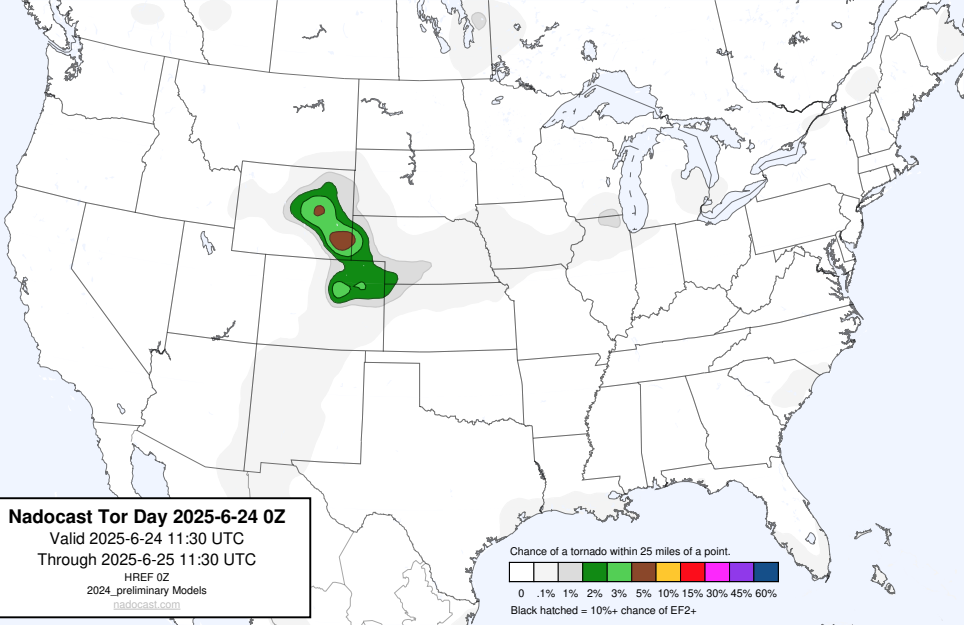 Nadocast Tor Day 2025-6-24 0Z
Valid 2025-6-24 11:30 UTC
Through 2025-6-25 11:30 UTC
HREF 0Z
2024_preliminary Models
nadocast.com
Chance of a tornado within 25 miles of a point.
0 .1% 1% 2% 3% 5% 10% 15% 30% 45% 60%
Black hatched = 10%+ chance of EF2+